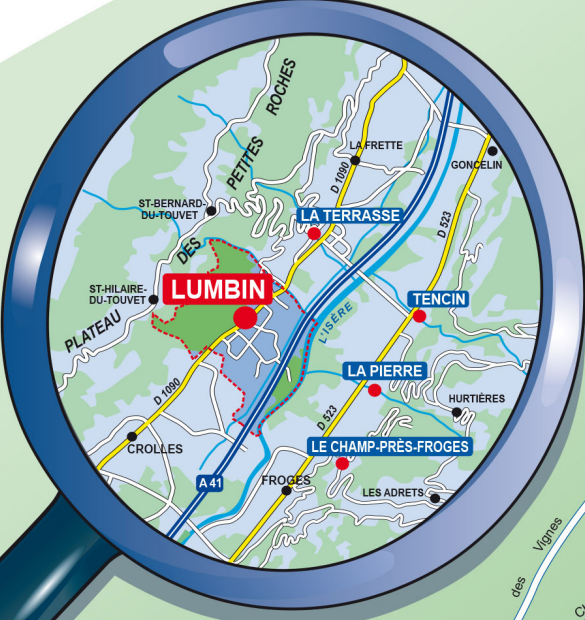 ROCHES
PETITES
LA FRETTE
GONCELIN
D 1090
ST-BERNARD-
DU-TOUVET
LA TERRASSE
D 523
DES
LUMBIN
ST-HILAIRE-
DU-TOUVET
TENCIN
L'ISÈRE
PLATEAU
LA PIERRE
D 1090
HURTIÈRES
D 523
CROLLES
LE CHAMP-PRÈS-FROGES
A 41
FROGES
LES ADRETS
Vignes
des